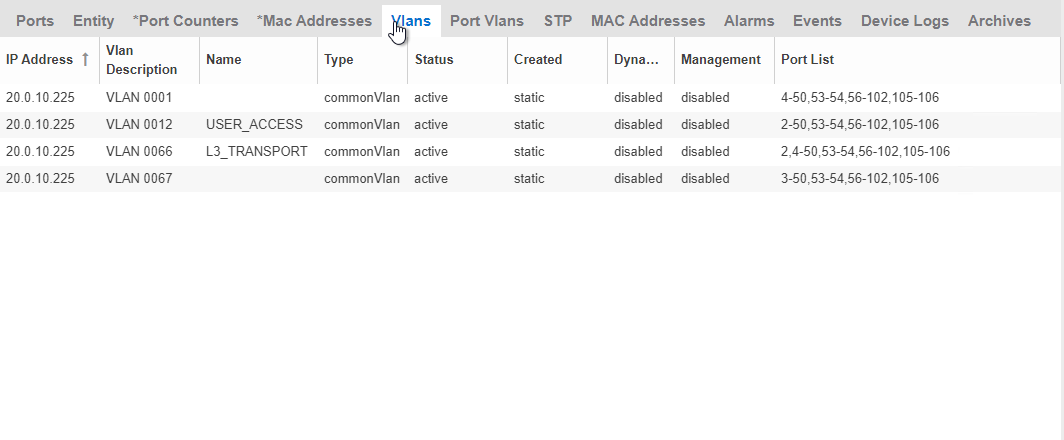 Ports Entity *Port Counters *Mac Addresses Vlans Port Vlans STP MAC Addresses Alarms Events Device Logs Archives
IP Address ↑ Vlan Description Name Type Status Created Dyna... Management Port List
20.0.10.225 VLAN 0001 commonVlan active static disabled disabled 4-50,53-54,56-102,105-106
20.0.10.225 VLAN 0012 USER_ACCESS commonVlan active static disabled disabled 2-50,53-54,56-102,105-106
20.0.10.225 VLAN 0066 L3_TRANSPORT commonVlan active static disabled disabled 2,4-50,53-54,56-102,105-106
20.0.10.225 VLAN 0067 commonVlan active static disabled disabled 3-50,53-54,56-102,105-106